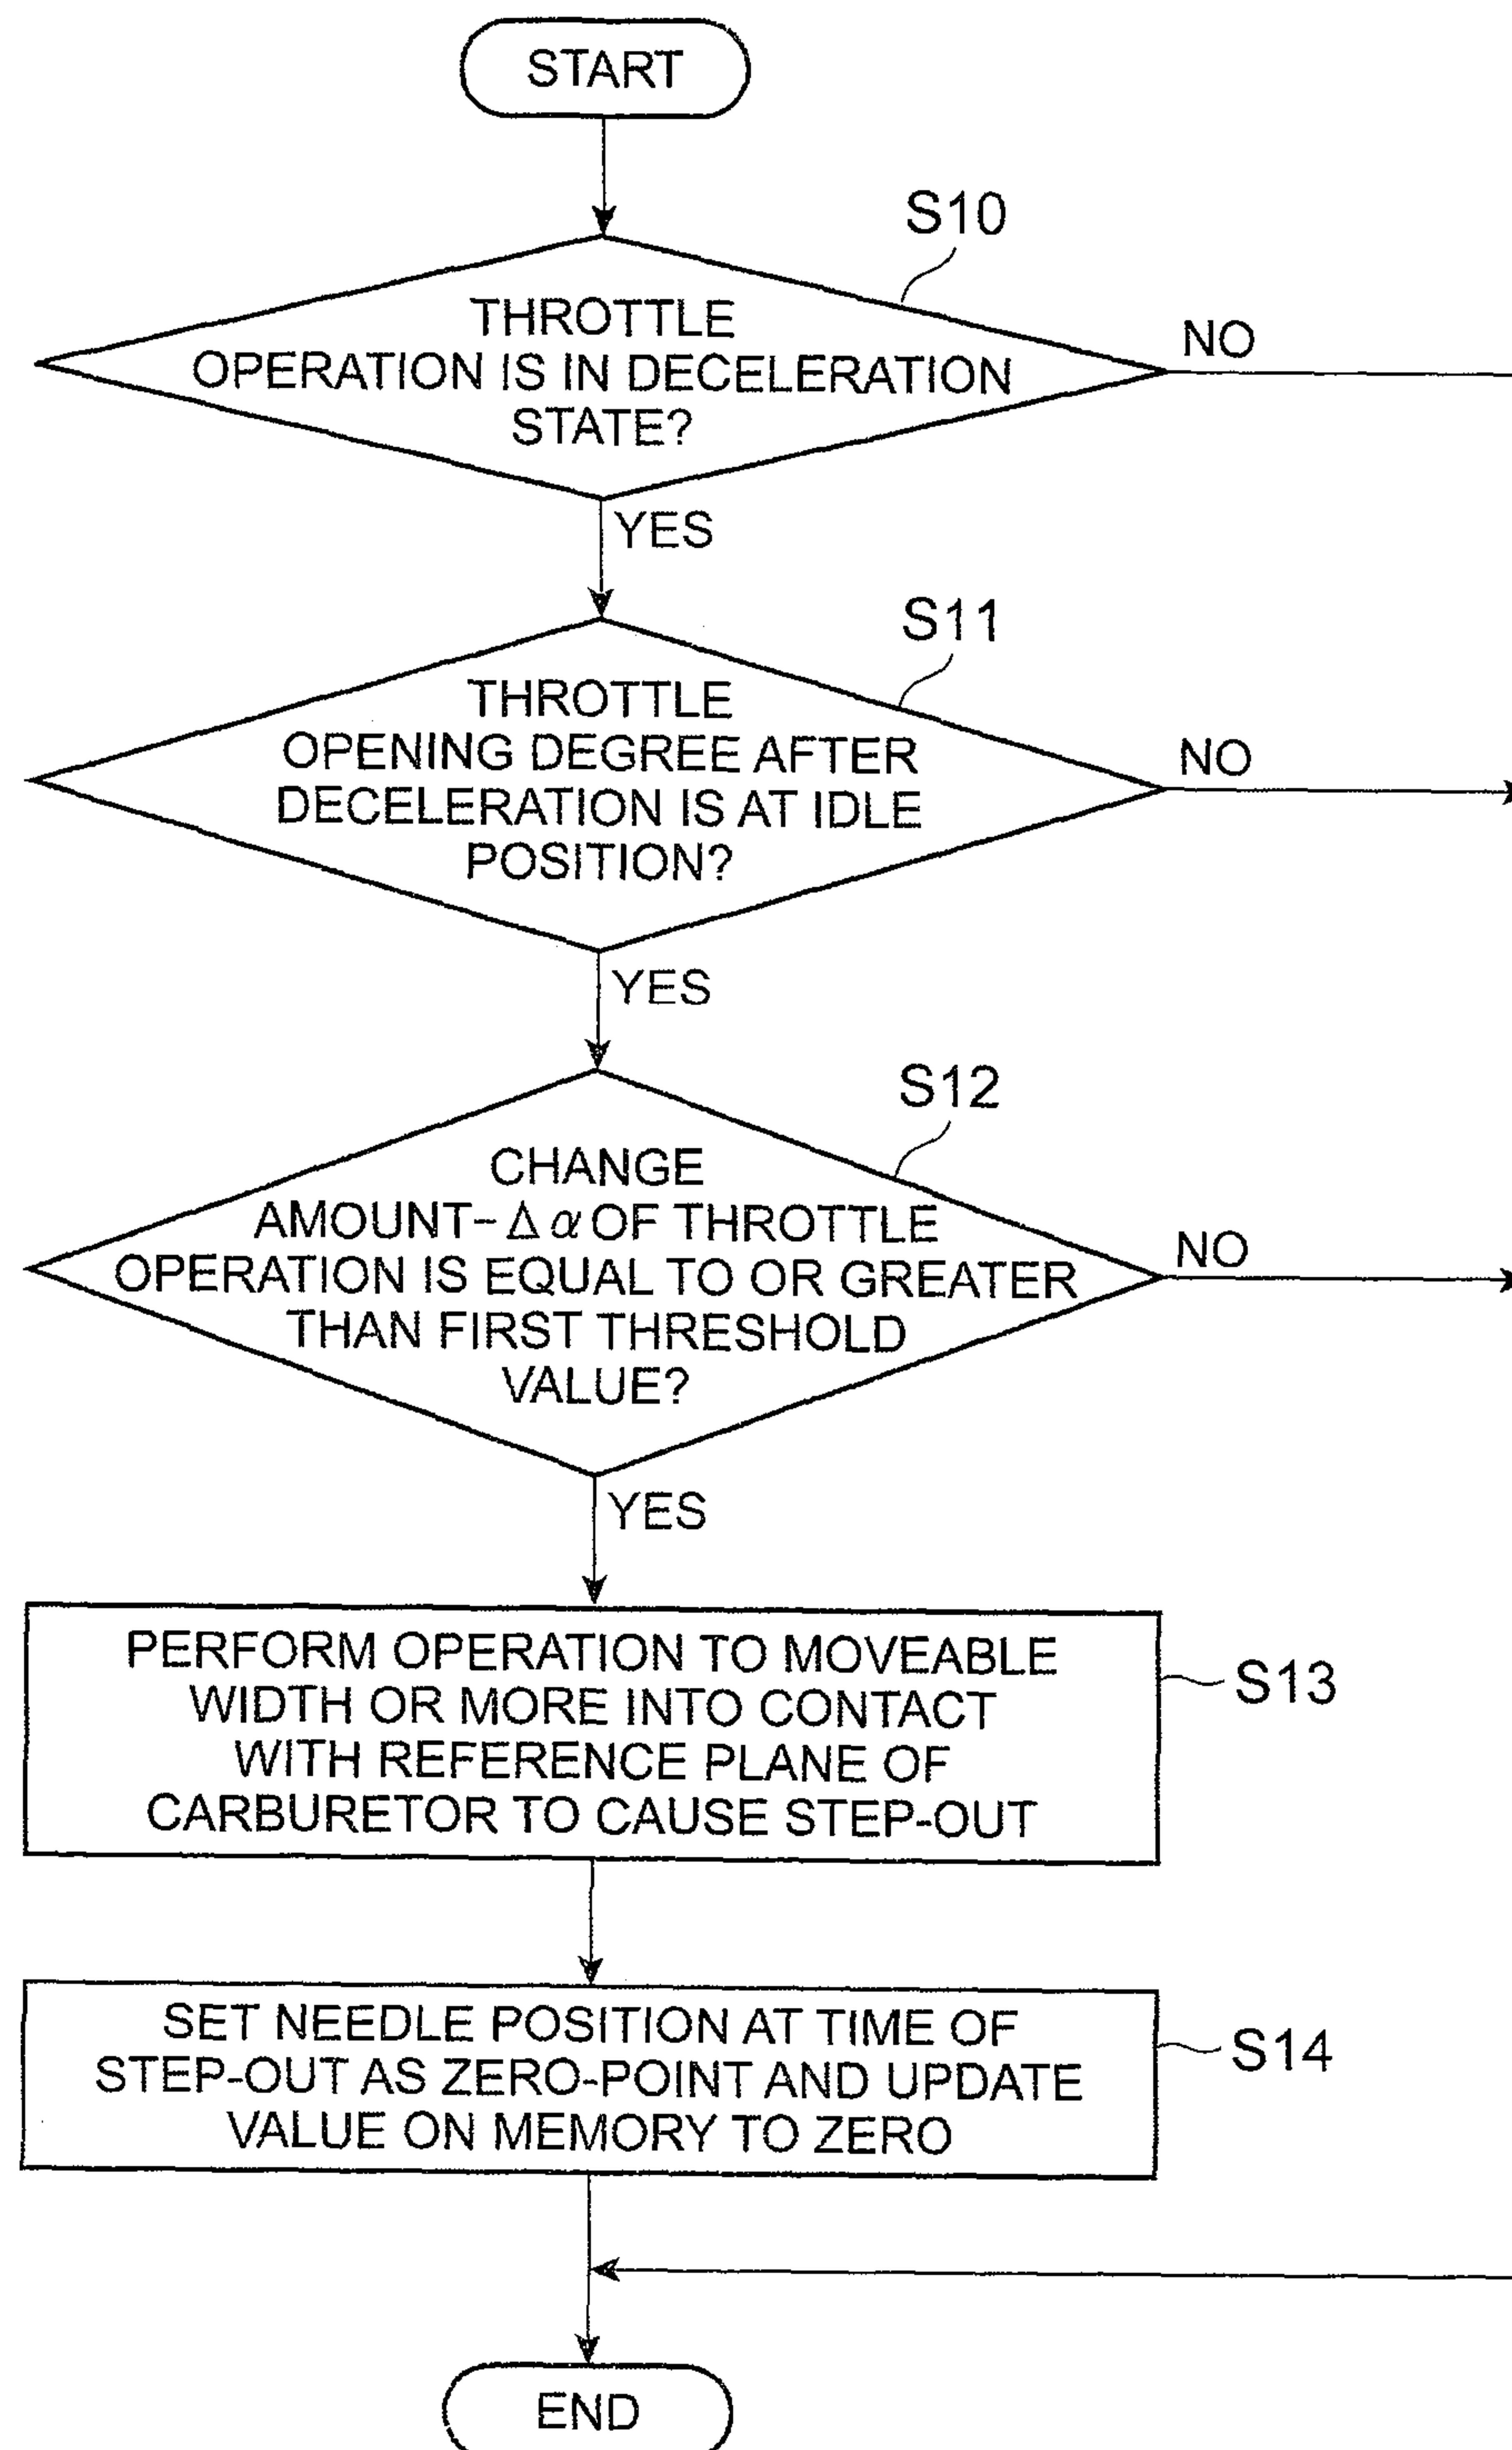 START
S10
THROTTLE
OPERATION IS IN DECELERATION
STATE?
NO
YES
S11
THROTTLE
OPENING DEGREE AFTER
DECELERATION IS AT IDLE
POSITION?
NO
YES
S12
CHANGE
AMOUNT-Δα OF THROTTLE
OPERATION IS EQUAL TO OR GREATER
THAN FIRST THRESHOLD
VALUE?
NO
YES
PERFORM OPERATION TO MOVEABLE
WIDTH OR MORE INTO CONTACT
WITH REFERENCE PLANE OF
CARBURETOR TO CAUSE STEP-OUT
S13
SET NEEDLE POSITION AT TIME OF
STEP-OUT AS ZERO-POINT AND UPDATE
VALUE ON MEMORY TO ZERO
S14
END